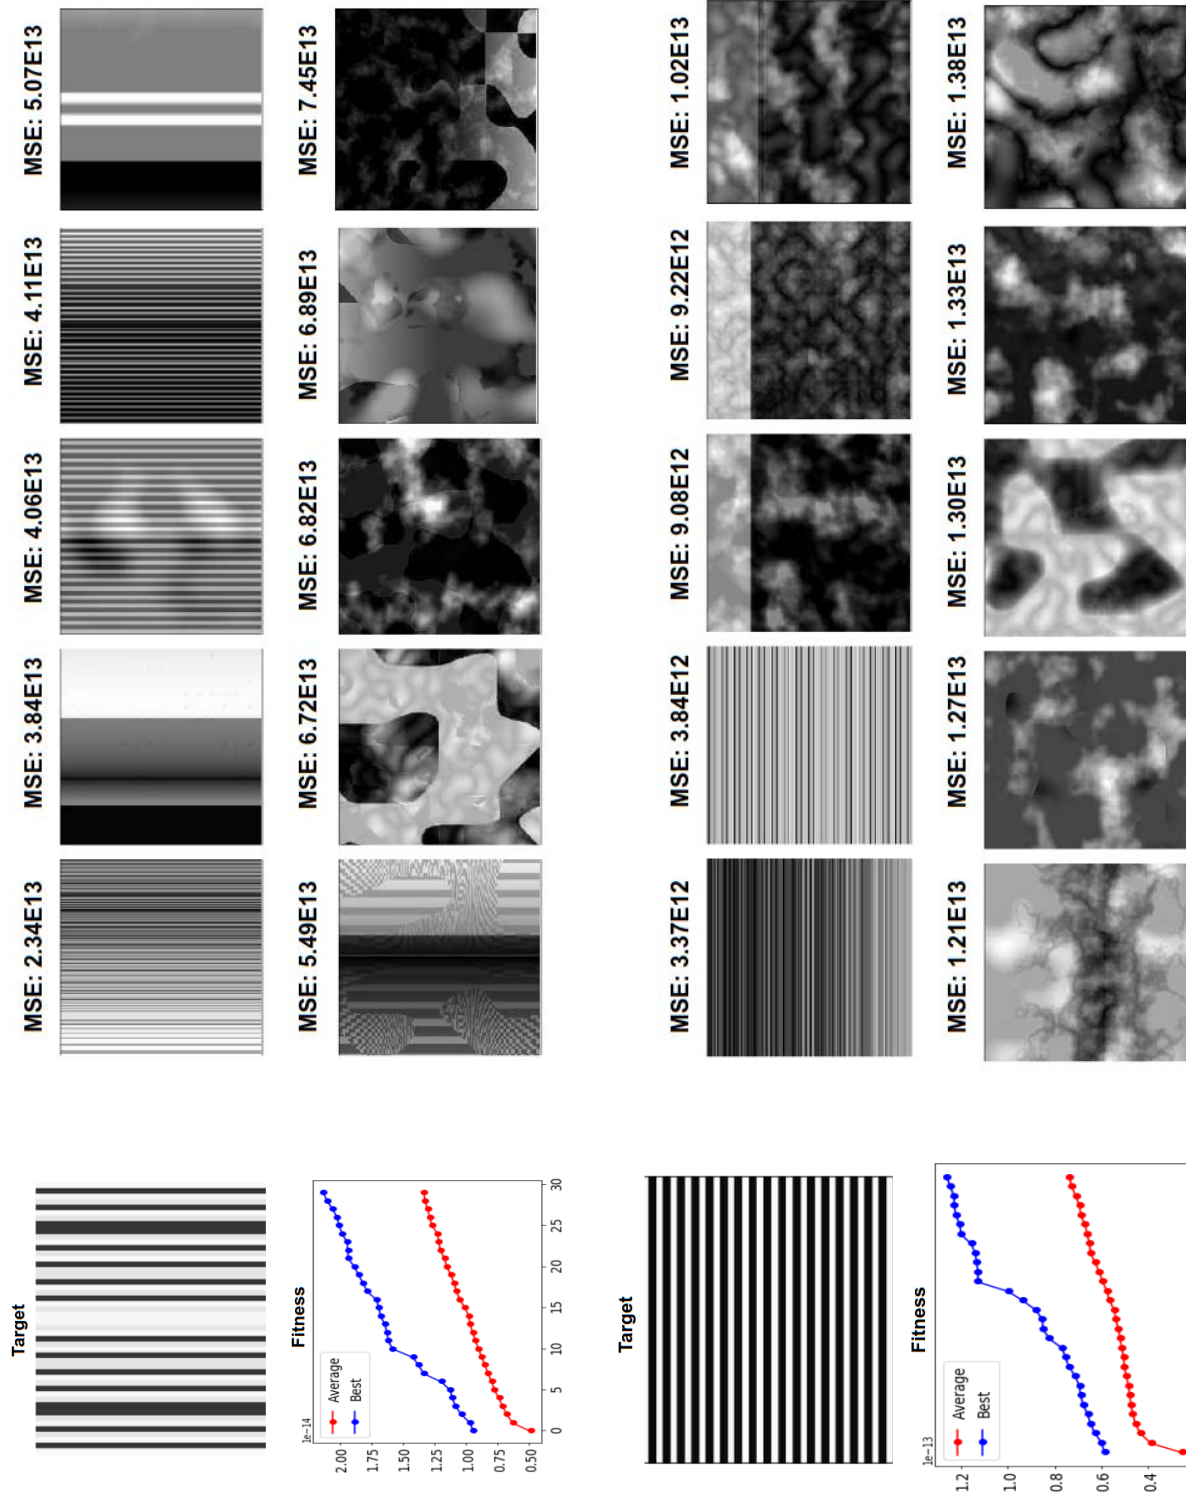 Target
MSE: 2.34E13
MSE: 3.84E13
MSE: 4.06E13
MSE: 4.11E13
MSE: 5.07E13
Fitness
1e−14
Average
Best
2.00
1.75
1.50
1.25
1.00
0.75
0.50
0
5
10
15
20
25
30
MSE: 5.49E13
MSE: 6.72E13
MSE: 6.82E13
MSE: 6.89E13
MSE: 7.45E13
Target
MSE: 3.37E12
MSE: 3.84E12
MSE: 9.08E12
MSE: 9.22E12
MSE: 1.02E13
Fitness
1e−13
Average
Best
1.2
1.0
0.8
0.6
0.4
MSE: 1.21E13
MSE: 1.27E13
MSE: 1.30E13
MSE: 1.33E13
MSE: 1.38E13